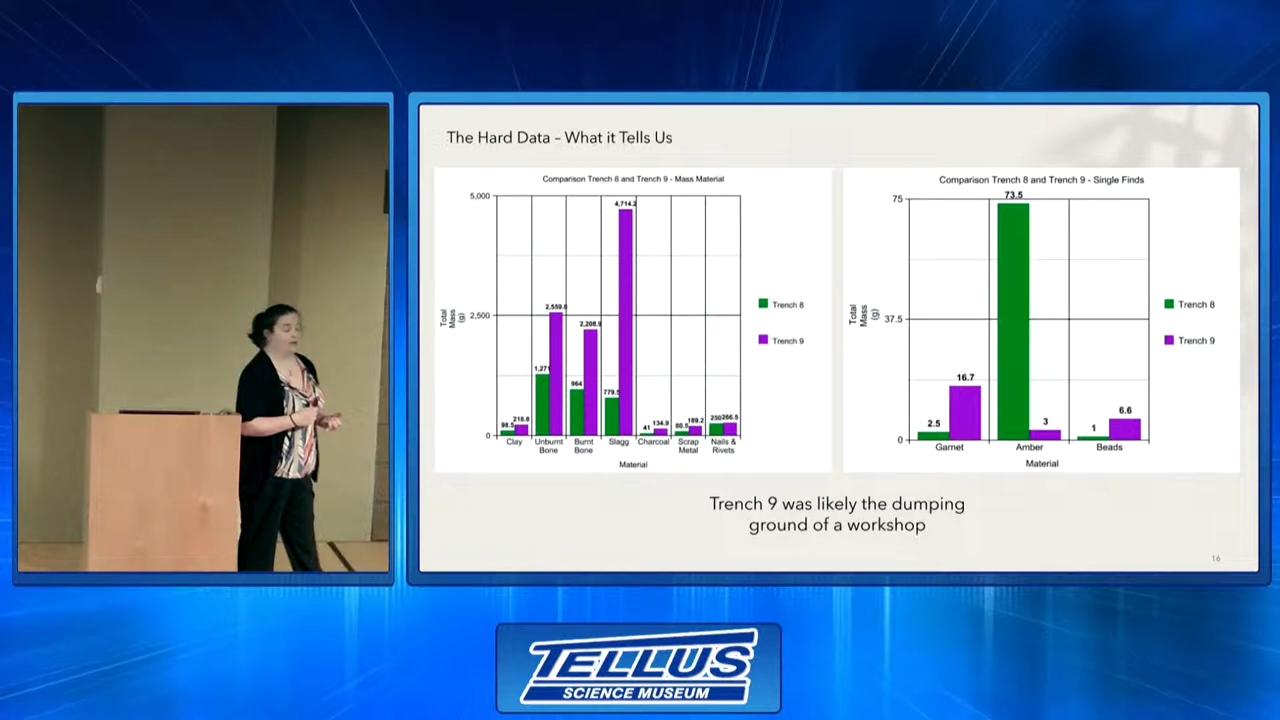 The Hard Data – What it Tells Us
Comparison Trench 8 and Trench 9 - Mass Material
5,000
2,500
0
Total
Mass
(g)
98.5
218.8
1,271
2,559.8
964
2,208.9
779.5
4,714.2
41
134.9
80.5
189.2
250
266.5
Clay
Unburnt
Bone
Burnt
Bone
Slagg
Charcoal
Scrap
Metal
Nails &
Rivets
Material
Trench 8
Trench 9
Comparison Trench 8 and Trench 9 - Single Finds
75
37.5
0
Total
Mass
(g)
2.5
16.7
73.5
3
1
6.6
Garnet
Amber
Beads
Material
Trench 8
Trench 9
Trench 9 was likely the dumping
ground of a workshop
16
TELLUS
SCIENCE MUSEUM